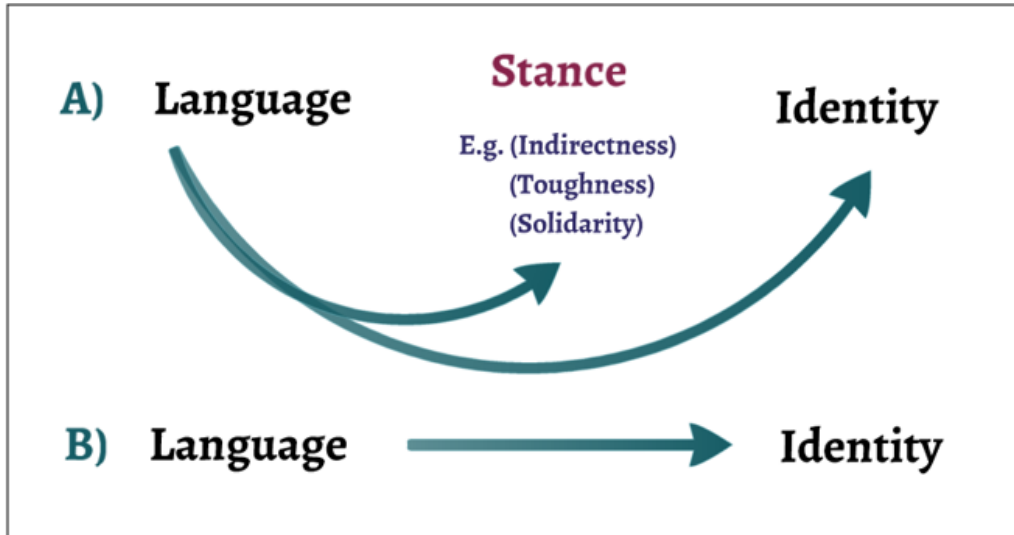 A) Language Stance Identity
E.g. (Indirectness)
(Toughness)
(Solidarity)
B) Language Identity